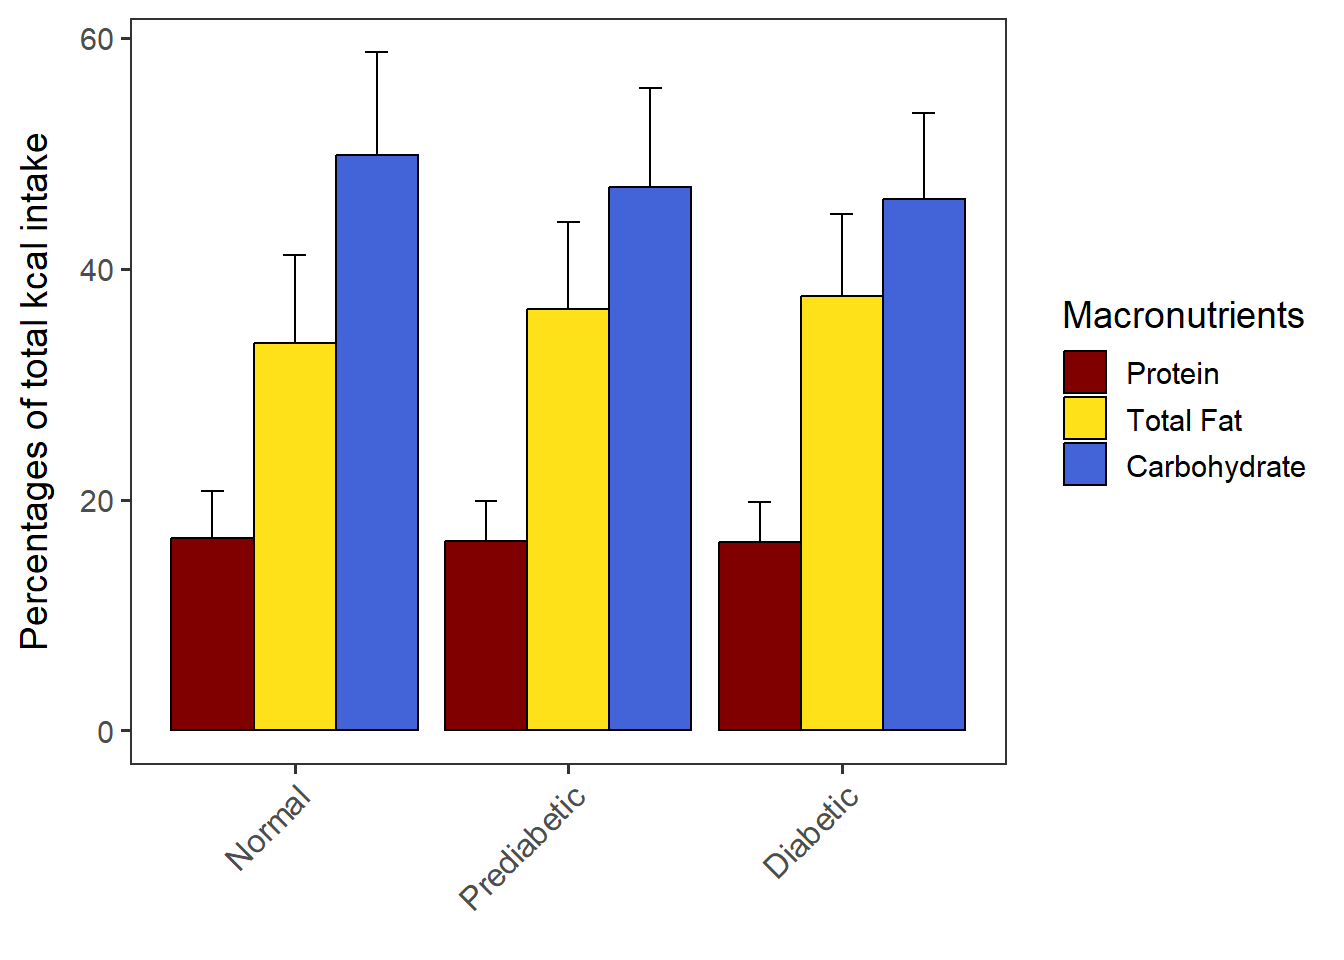 Percentages of total kcal intake
60
40
20
0
Normal
Prediabetic
Diabetic
Macronutrients
Protein
Total Fat
Carbohydrate